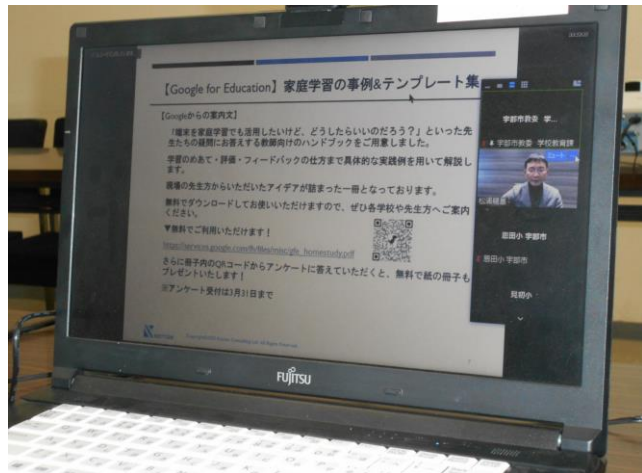 【Google for Education】家庭学習の事例&テンプレート集
【Googleからの案内文】
「端末を家庭学習でも活用したいけど、どうしたらいいのだろう?」といった先
生たちの疑問にお答えする教師向けのハンドブックをご用意しました。
学習のめあて・評価・フィードバックの仕方まで具体的な実践例を用いて解説し
ます。
現場の先生方からいただいたアイデアが詰まった一冊となっております。
無料でダウンロードしてお使いいただけますので、ぜひ各学校や先生方へご案内
ください。
▼無料でご利用いただけます!
さらに冊子内のQRコードからアンケートに答えていただくと、無料で紙の冊子も
プレゼントいたします!
※アンケート受付は3月31日まで
宇部市教委 学...
宇部市教委 学校教育課
恩田小 宇部市
恩田小 宇部市
FUJITSU